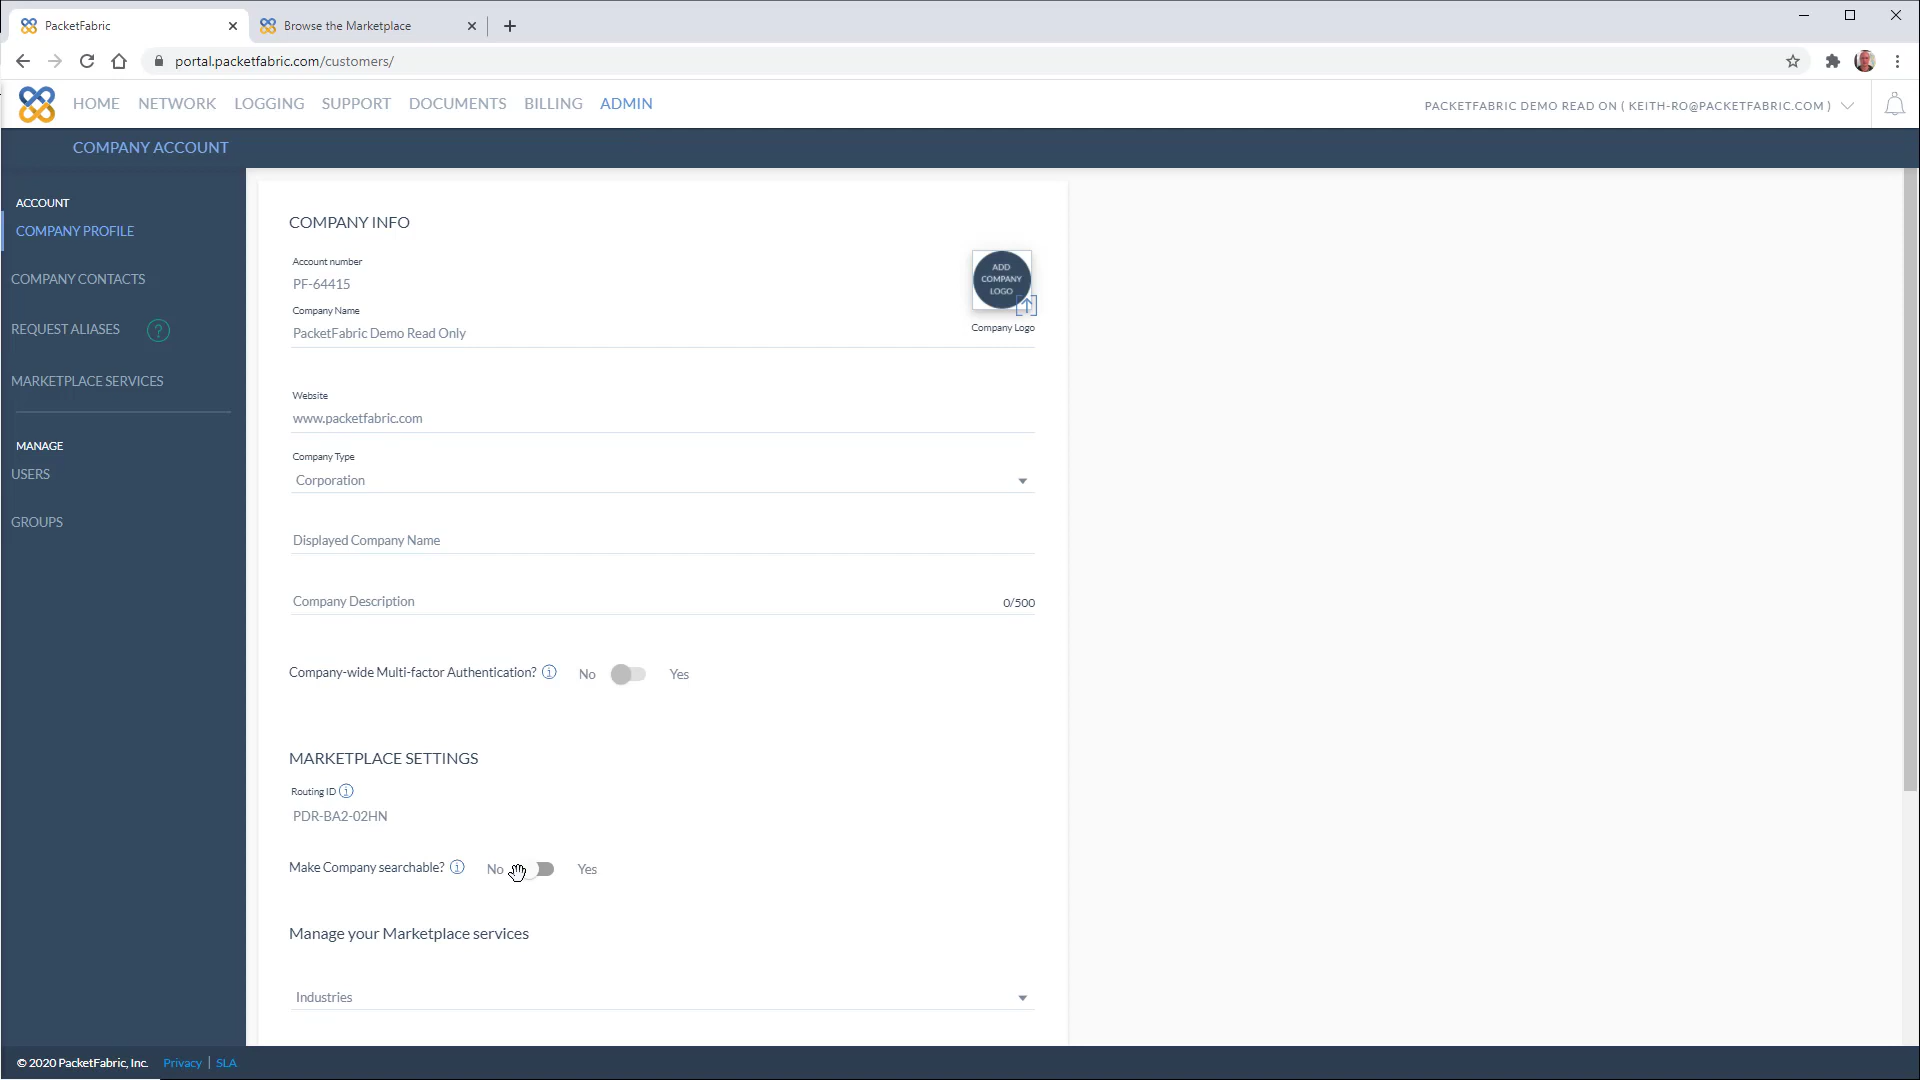 PacketFabric
Browse the Marketplace
portal.packetfabric.com/customers/
HOME NETWORK LOGGING SUPPORT DOCUMENTS BILLING ADMIN
PACKETFABRIC DEMO READ ON ( KEITH-RO@PACKETFABRIC.COM )
COMPANY ACCOUNT
ACCOUNT
COMPANY PROFILE
COMPANY CONTACTS
REQUEST ALIASES ?
MARKETPLACE SERVICES
MANAGE
USERS
GROUPS
COMPANY INFO
Account number
PF-64415
ADD
COMPANY
LOGO
Company Logo
Company Name
PacketFabric Demo Read Only
Website
www.packetfabric.com
Company Type
Corporation
Displayed Company Name
Company Description 0/500
Company-wide Multi-factor Authentication? No Yes
MARKETPLACE SETTINGS
Routing ID
PDR-BA2-02HN
Make Company searchable? No Yes
Manage your Marketplace services
Industries
© 2020 PacketFabric, Inc. Privacy | SLA